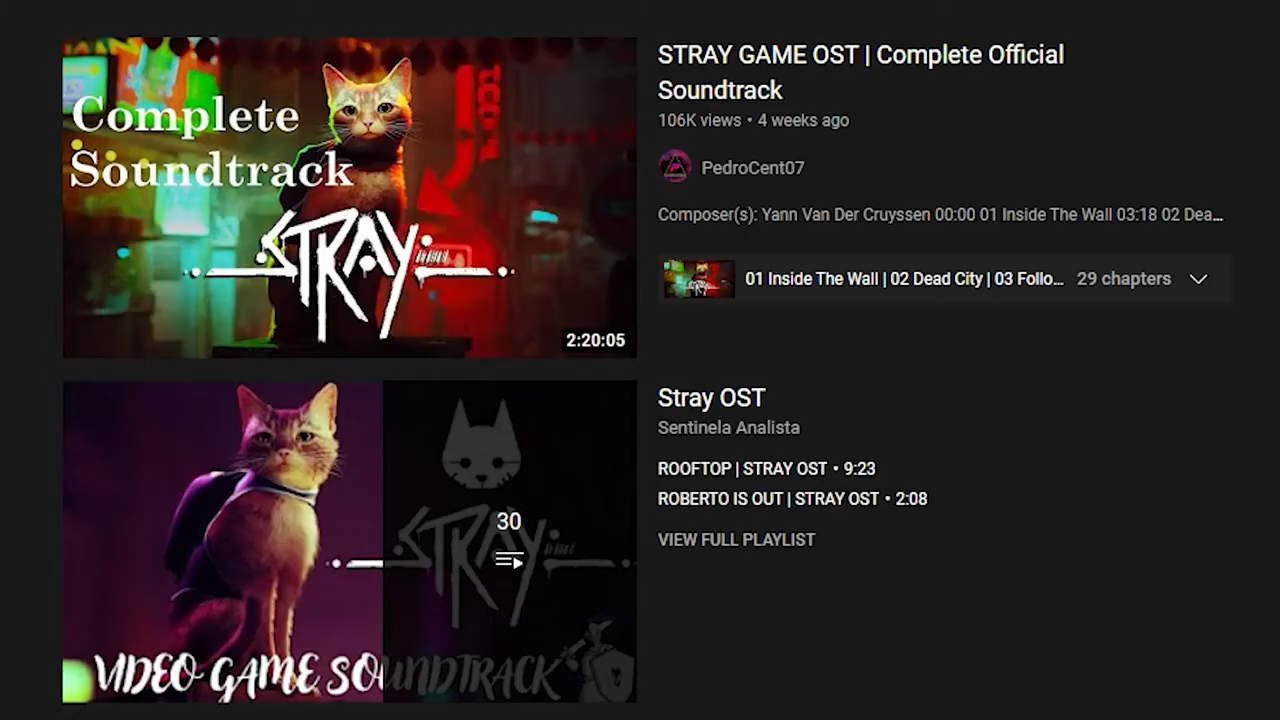 Complete
Soundtrack
STRAY
2:20:05
STRAY GAME OST | Complete Official
Soundtrack
106K views • 4 weeks ago
PedroCent07
Composer(s): Yann Van Der Cruyssen 00:00 01 Inside The Wall 03:18 02 Dea...
01 Inside The Wall | 02 Dead City | 03 Follo... 29 chapters
STRAY
30
VIDEO GAME SOUNDTRACK
Stray OST
Sentinela Analista
ROOFTOP | STRAY OST • 9:23
ROBERTO IS OUT | STRAY OST • 2:08
VIEW FULL PLAYLIST